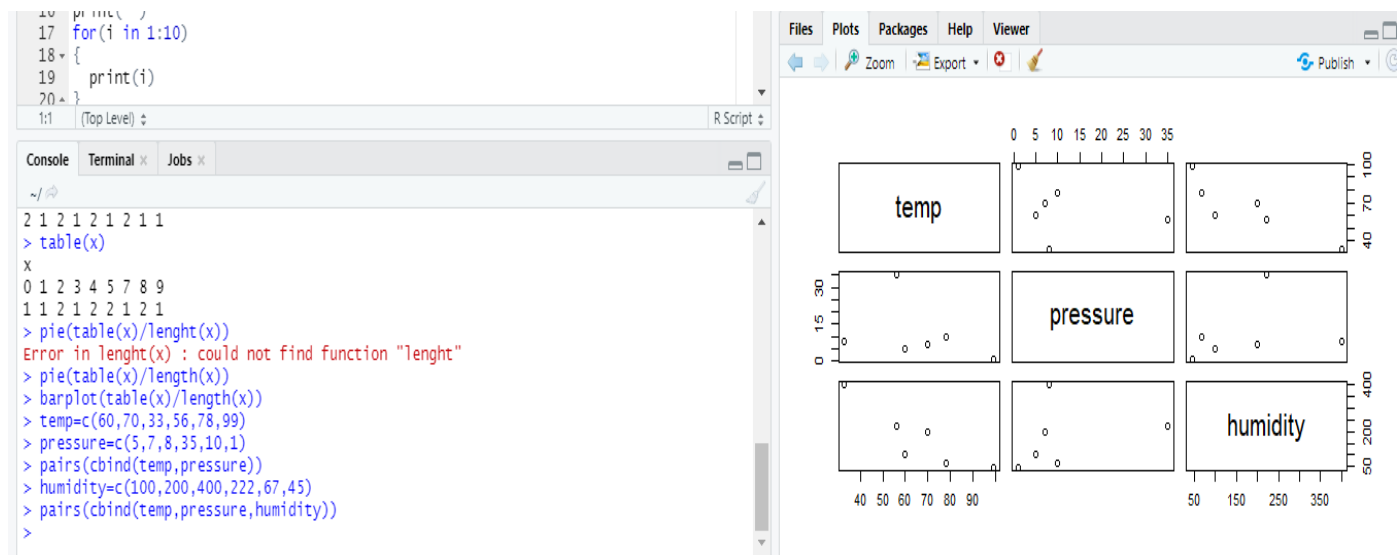 16 print(" ")
17 for(i in 1:10)
18 {
19 print(i)
20 }
1:1 (Top Level) R Script
Console Terminal × Jobs ×
~/
2 1 2 1 2 1 2 1 1
> table(x)
x
0 1 2 3 4 5 7 8 9
1 1 2 1 2 2 1 2 1
> pie(table(x)/lenght(x))
Error in lenght(x) : could not find function "lenght"
> pie(table(x)/length(x))
> barplot(table(x)/length(x))
> temp=c(60,70,33,56,78,99)
> pressure=c(5,7,8,35,10,1)
> pairs(cbind(temp,pressure))
> humidity=c(100,200,400,222,67,45)
> pairs(cbind(temp,pressure,humidity))
>
Files Plots Packages Help Viewer
Zoom Export Publish
0 5 10 15 20 25 30 35
temp
40 70 100
0 15 30
pressure
humidity
50 200 400
40 50 60 70 80 90
50 150 250 350